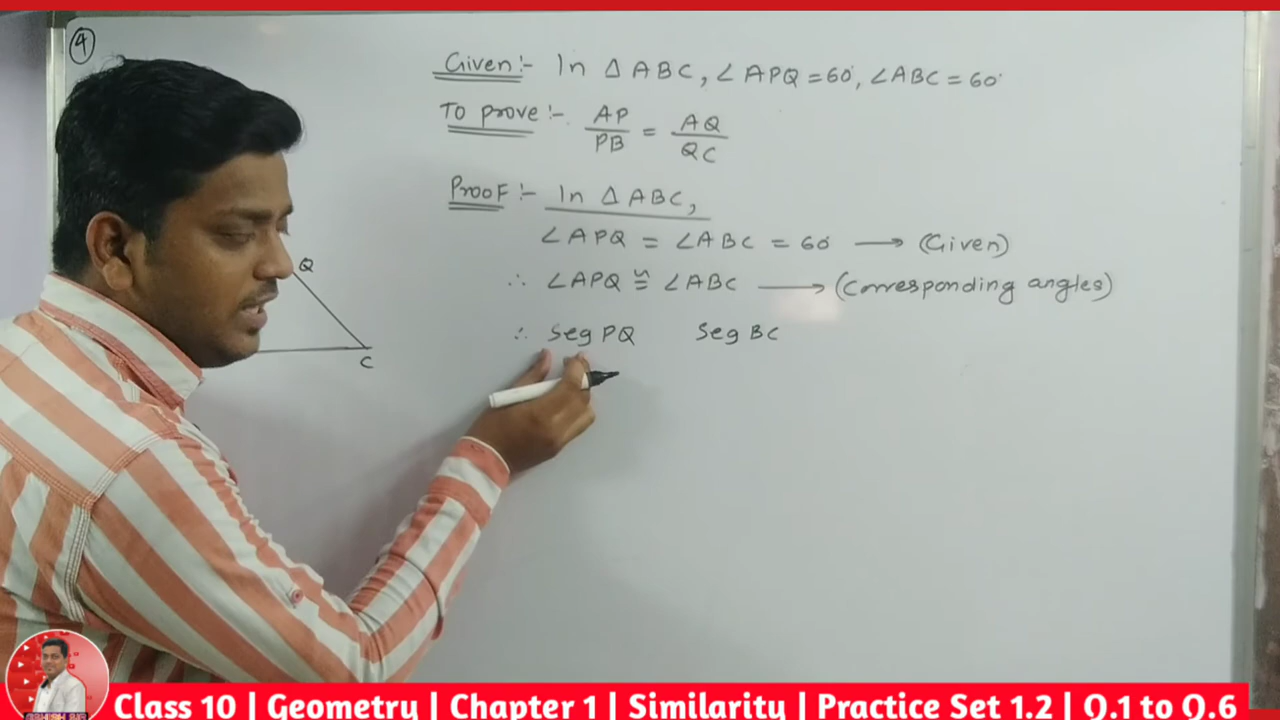 4
Given:- In △ABC, ∠APQ = 60°, ∠ABC = 60°
To prove:- AP/PB = AQ/QC
Proof:- In △ABC,
∠APQ = ∠ABC = 60° → (Given)
∴ ∠APQ ≅ ∠ABC → (Corresponding angles)
∴ seg PQ seg BC
Q
C
Class 10 | Geometry | Chapter 1 | Similarity | Practice Set 1.2 | Q.1 to Q.6